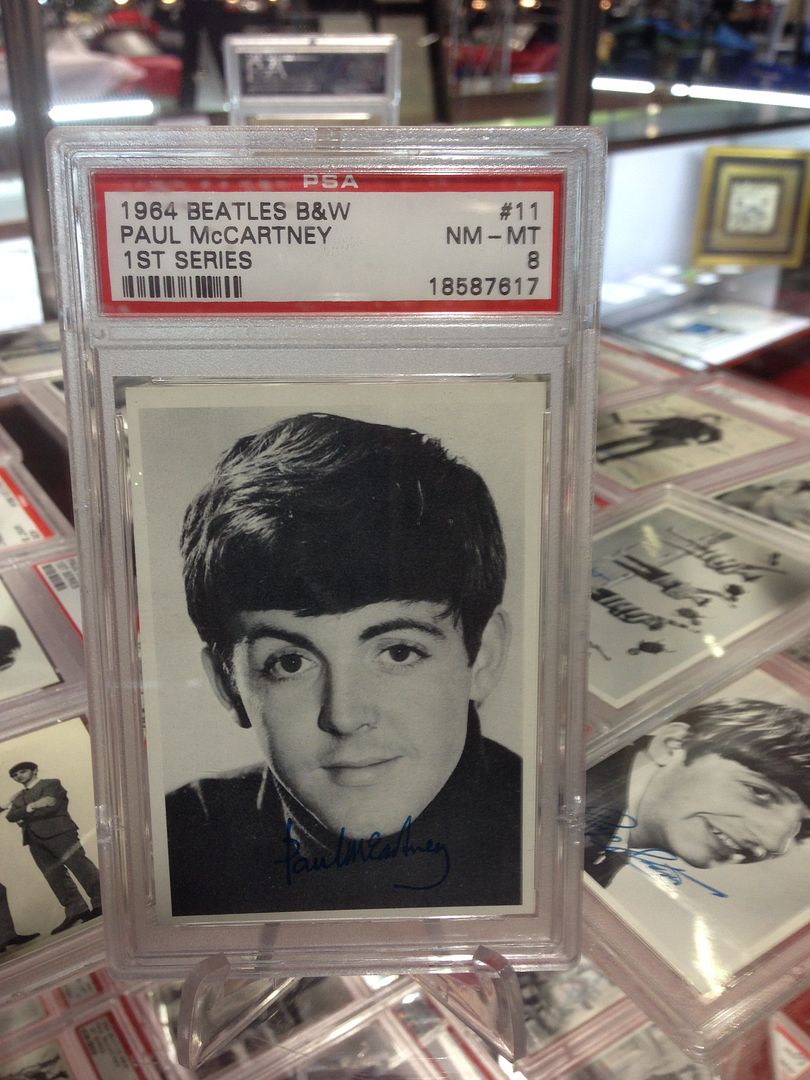 PSA
1964 BEATLES B&W #11
PAUL McCARTNEY NM – MT
1ST SERIES 8
18587617
Paul McCartney